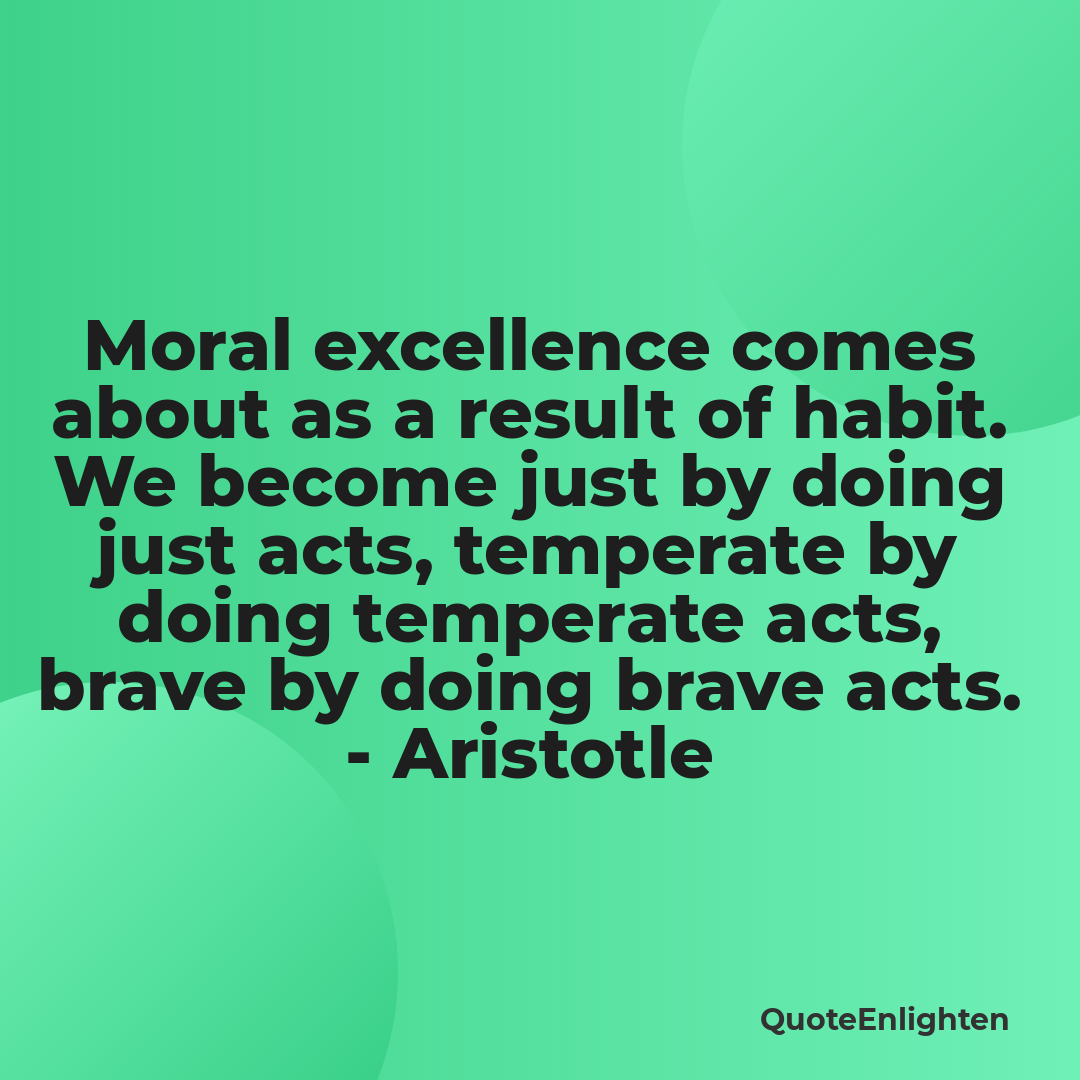 Moral excellence comes
about as a result of habit.
We become just by doing
just acts, temperate by
doing temperate acts,
brave by doing brave acts.
- Aristotle
QuoteEnlighten